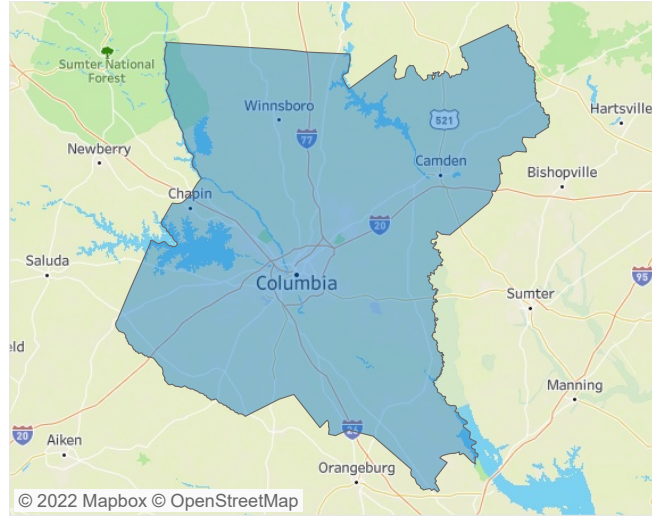 Sumter National
Forest
Winnsboro
77
521
Hartsville
Newberry
Camden
Bishopville
Chapin
20
Saluda
95
Columbia
Sumter
Manning
20
26
Aiken
Orangeburg
© 2022 Mapbox © OpenStreetMap